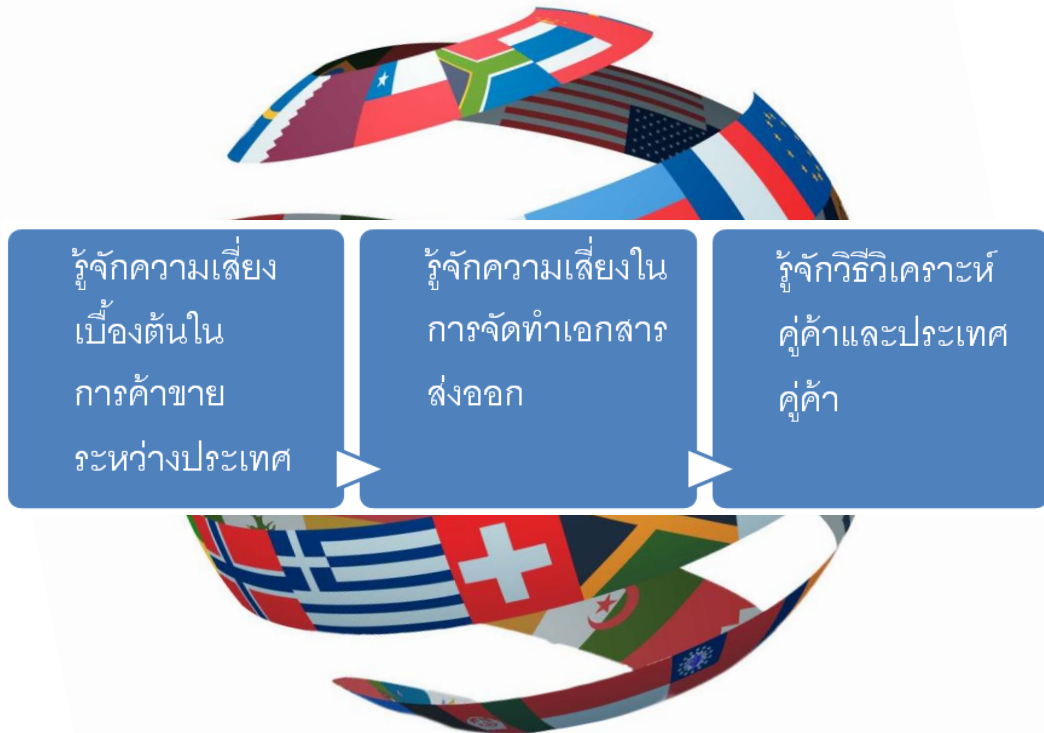 รู้จักความเสี่ยง
เบื้องต้นใน
การค้าขาย
ระหว่างประเทศ
รู้จักความเสี่ยงใน
การจัดทำเอกสาร
ส่งออก
รู้จักวิธีวิเคราะห์
คู่ค้าและประเทศ
คู่ค้า